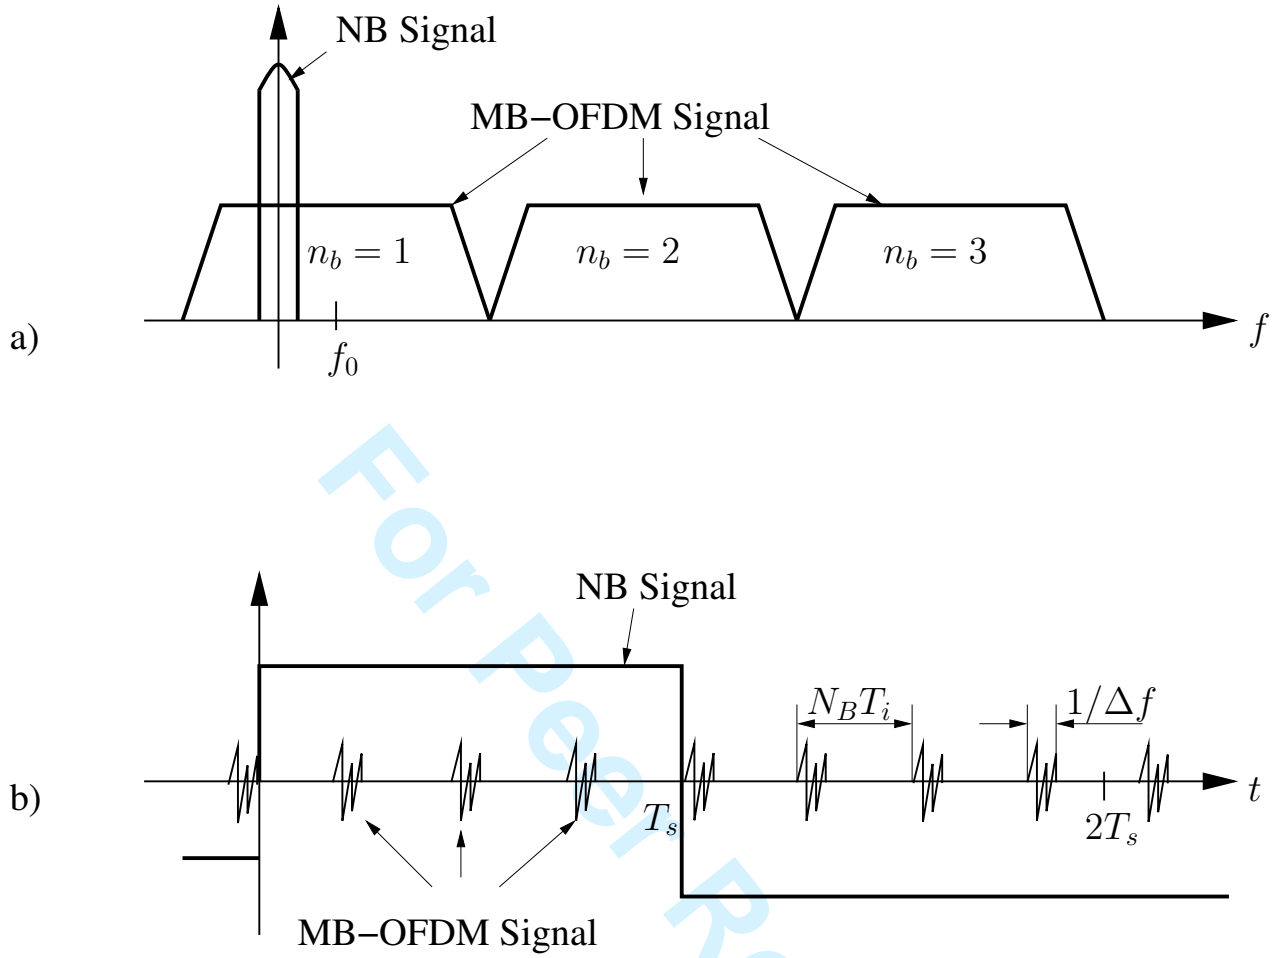 NB Signal
MB−OFDM Signal
n_b = 1
n_b = 2
n_b = 3
a)
f_0
f
For Peer Re
NB Signal
N_B T_i
1/Δf
b)
T_s
2T_s
t
MB−OFDM Signal